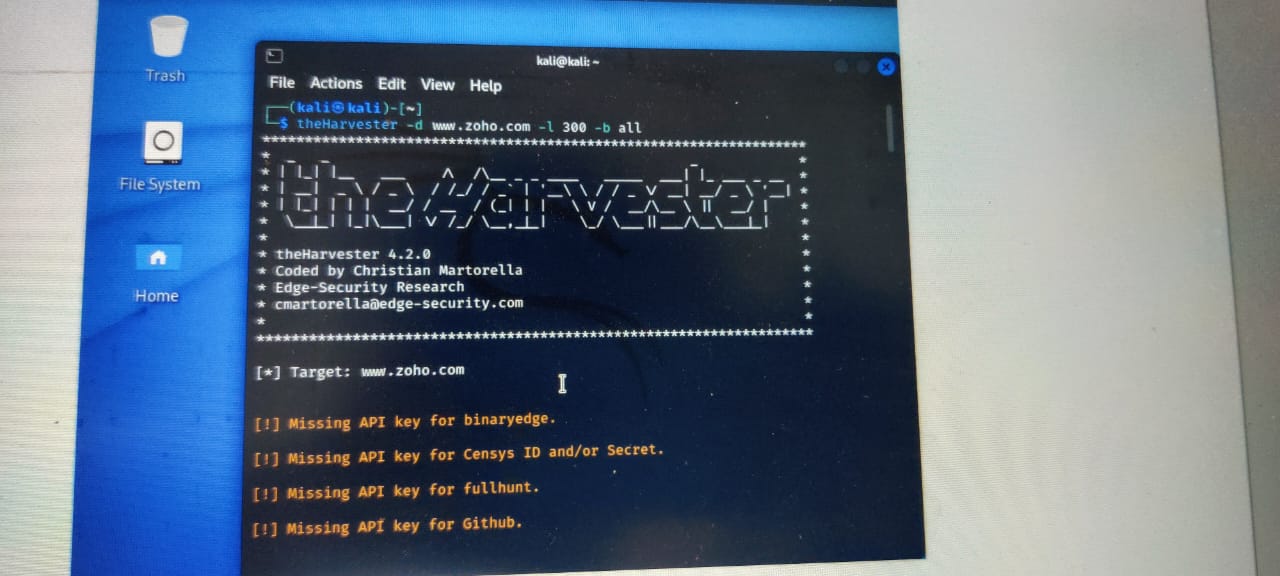 Trash
File System
Home
kali@kali: ~
File Actions Edit View Help
┌──(kali㉿kali)-[~]
└─$ theHarvester -d www.zoho.com -l 300 -b all
*******************************************************************
theHarvester
* theHarvester 4.2.0
* Coded by Christian Martorella
* Edge-Security Research
* cmartorella@edge-security.com
*
*******************************************************************
[*] Target: www.zoho.com
[!] Missing API key for binaryedge.
[!] Missing API key for Censys ID and/or Secret.
[!] Missing API key for fullhunt.
[!] Missing API key for Github.